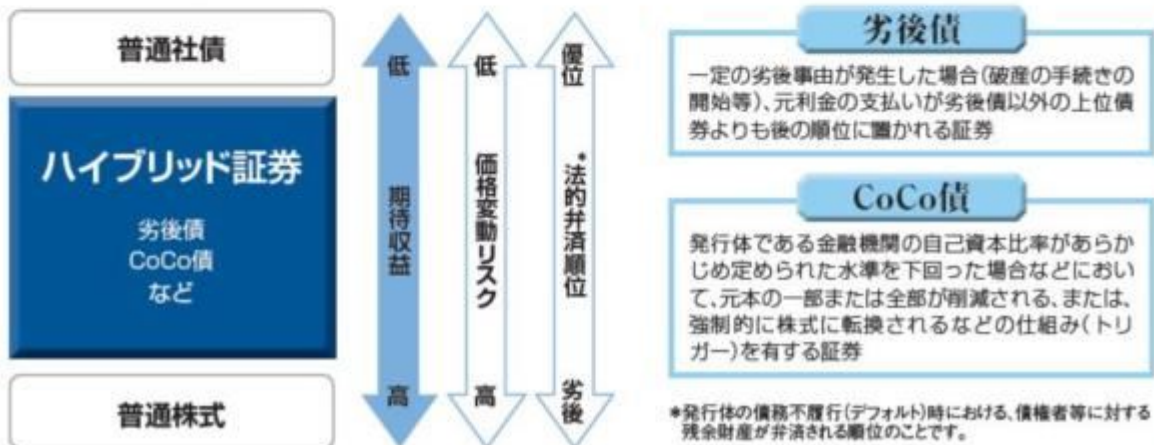 普通社債
ハイブリッド証券
劣後債
CoCo債
など
普通株式
低
期待収益
高
低
価格変動リスク
高
優位
*法的弁済順位
劣後
劣後債
一定の劣後事由が発生した場合(破産の手続きの
開始等)、元利金の支払いが劣後債以外の上位債
券よりも後の順位に置かれる証券
CoCo債
発行体である金融機関の自己資本比率があらか
じめ定められた水準を下回った場合などにおい
て、元本の一部または全部が削減される、または、
強制的に株式に転換されるなどの仕組み(トリ
ガー)を有する証券
*発行体の債務不履行(デフォルト)時における、債権者等に対する
残余財産が弁済される順位のことです。